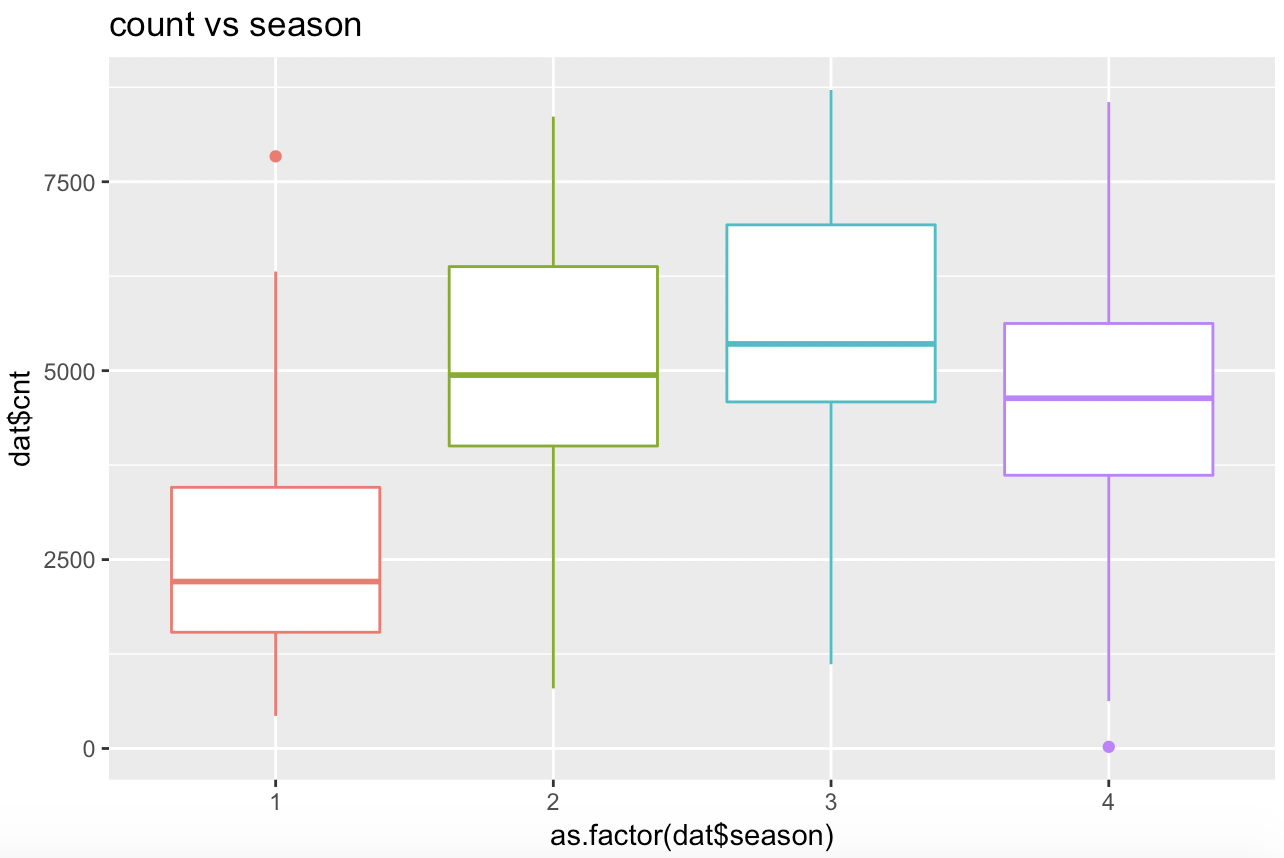 count vs season
7500
5000
2500
0
dat$cnt
1 2 3 4
as.factor(dat$season)